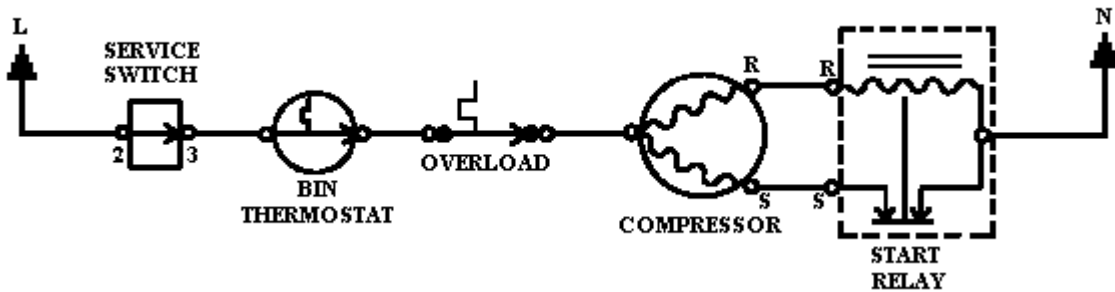 L
SERVICE
SWITCH
2
3
BIN
THERMOSTAT
OVERLOAD
COMPRESSOR
R
R
S
S
START
RELAY
N